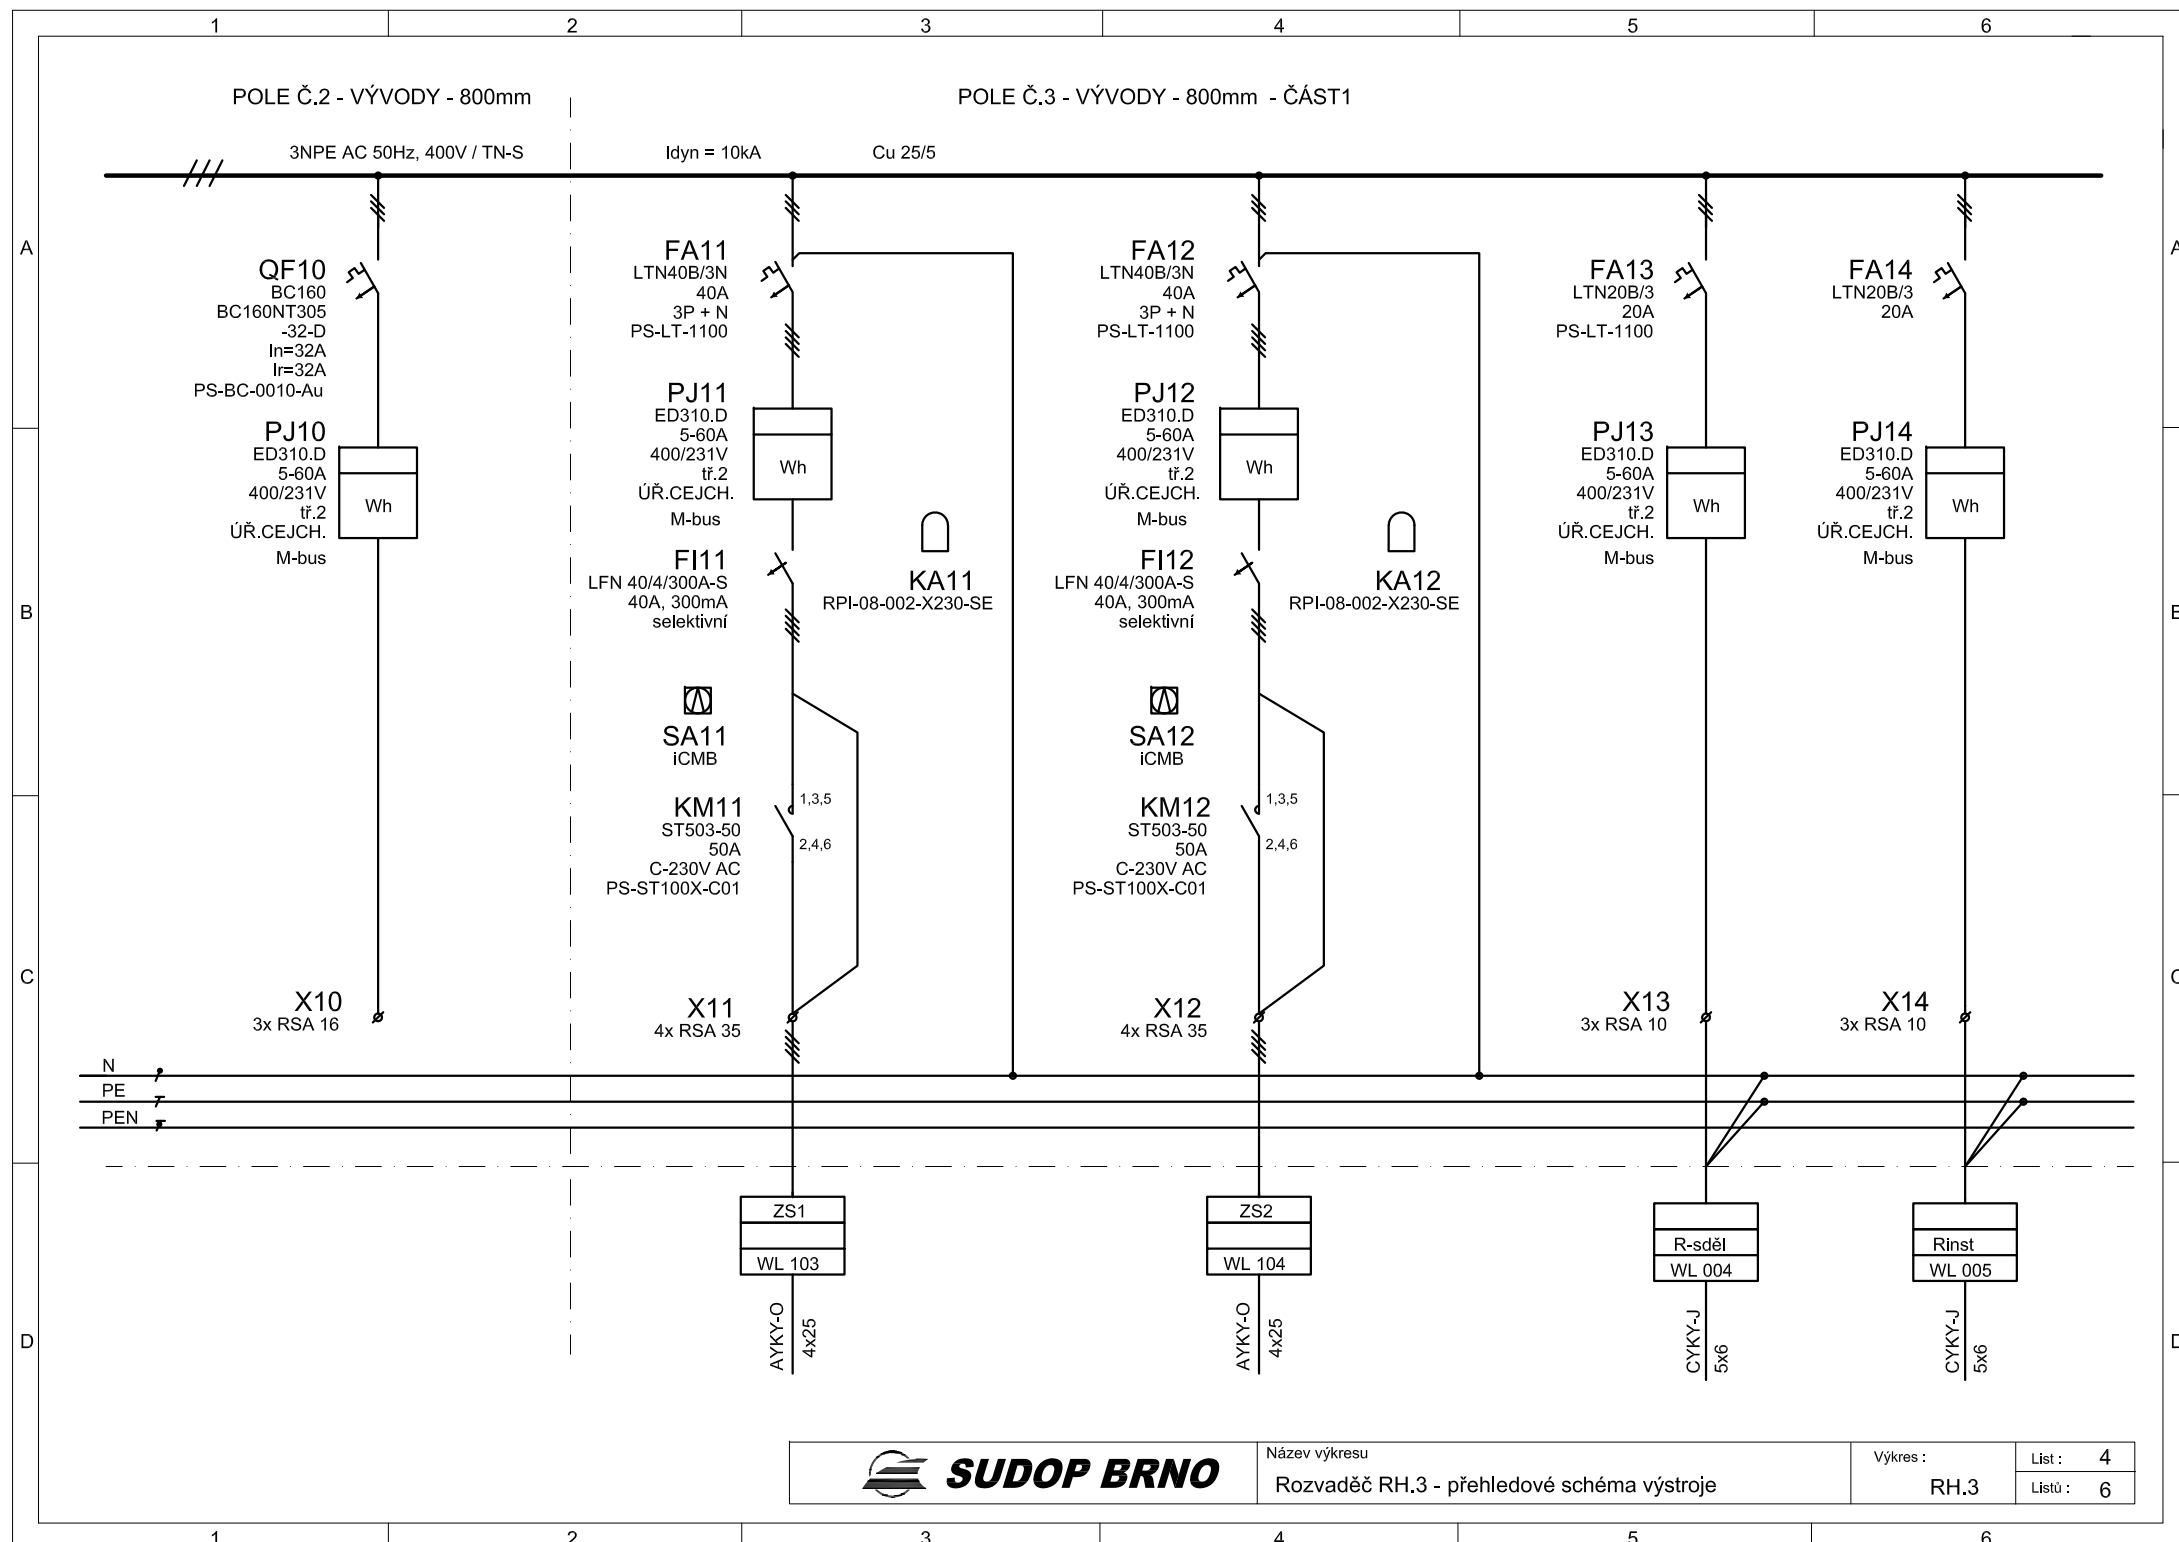 1 2 3 4 5 6
POLE Č.2 - VÝVODY - 800mm
POLE Č.3 - VÝVODY - 800mm - ČÁST1
3NPE AC 50Hz, 400V / TN-S
Idyn = 10kA
Cu 25/5
A
B
C
D
QF10
BC160
BC160NT305
-32-D
In=32A
Ir=32A
PS-BC-0010-Au
PJ10
ED310.D
5-60A
400/231V
tř.2
ÚŘ.CEJCH.
M-bus
Wh
X10
3x RSA 16
FA11
LTN40B/3N
40A
3P + N
PS-LT-1100
PJ11
ED310.D
5-60A
400/231V
tř.2
ÚŘ.CEJCH.
M-bus
Wh
FI11
LFN 40/4/300A-S
40A, 300mA
selektivní
KA11
RPI-08-002-X230-SE
SA11
iCMB
KM11
ST503-50
50A
C-230V AC
PS-ST100X-C01
1,3,5
2,4,6
X11
4x RSA 35
FA12
LTN40B/3N
40A
3P + N
PS-LT-1100
PJ12
ED310.D
5-60A
400/231V
tř.2
ÚŘ.CEJCH.
M-bus
Wh
FI12
LFN 40/4/300A-S
40A, 300mA
selektivní
KA12
RPI-08-002-X230-SE
SA12
iCMB
KM12
ST503-50
50A
C-230V AC
PS-ST100X-C01
1,3,5
2,4,6
X12
4x RSA 35
FA13
LTN20B/3
20A
PS-LT-1100
PJ13
ED310.D
5-60A
400/231V
tř.2
ÚŘ.CEJCH.
M-bus
Wh
X13
3x RSA 10
FA14
LTN20B/3
20A
PJ14
ED310.D
5-60A
400/231V
tř.2
ÚŘ.CEJCH.
M-bus
Wh
X14
3x RSA 10
N
PE
PEN
ZS1
WL 103
AYKY-O
4x25
ZS2
WL 104
AYKY-O
4x25
R-sděl
WL 004
CYKY-J
5x6
Rinst
WL 005
CYKY-J
5x6
SUDOP BRNO
Název výkresu
Rozvaděč RH.3 - přehledové schéma výstroje
Výkres :
RH.3
List : 4
Listů : 6
1 2 3 4 5 6